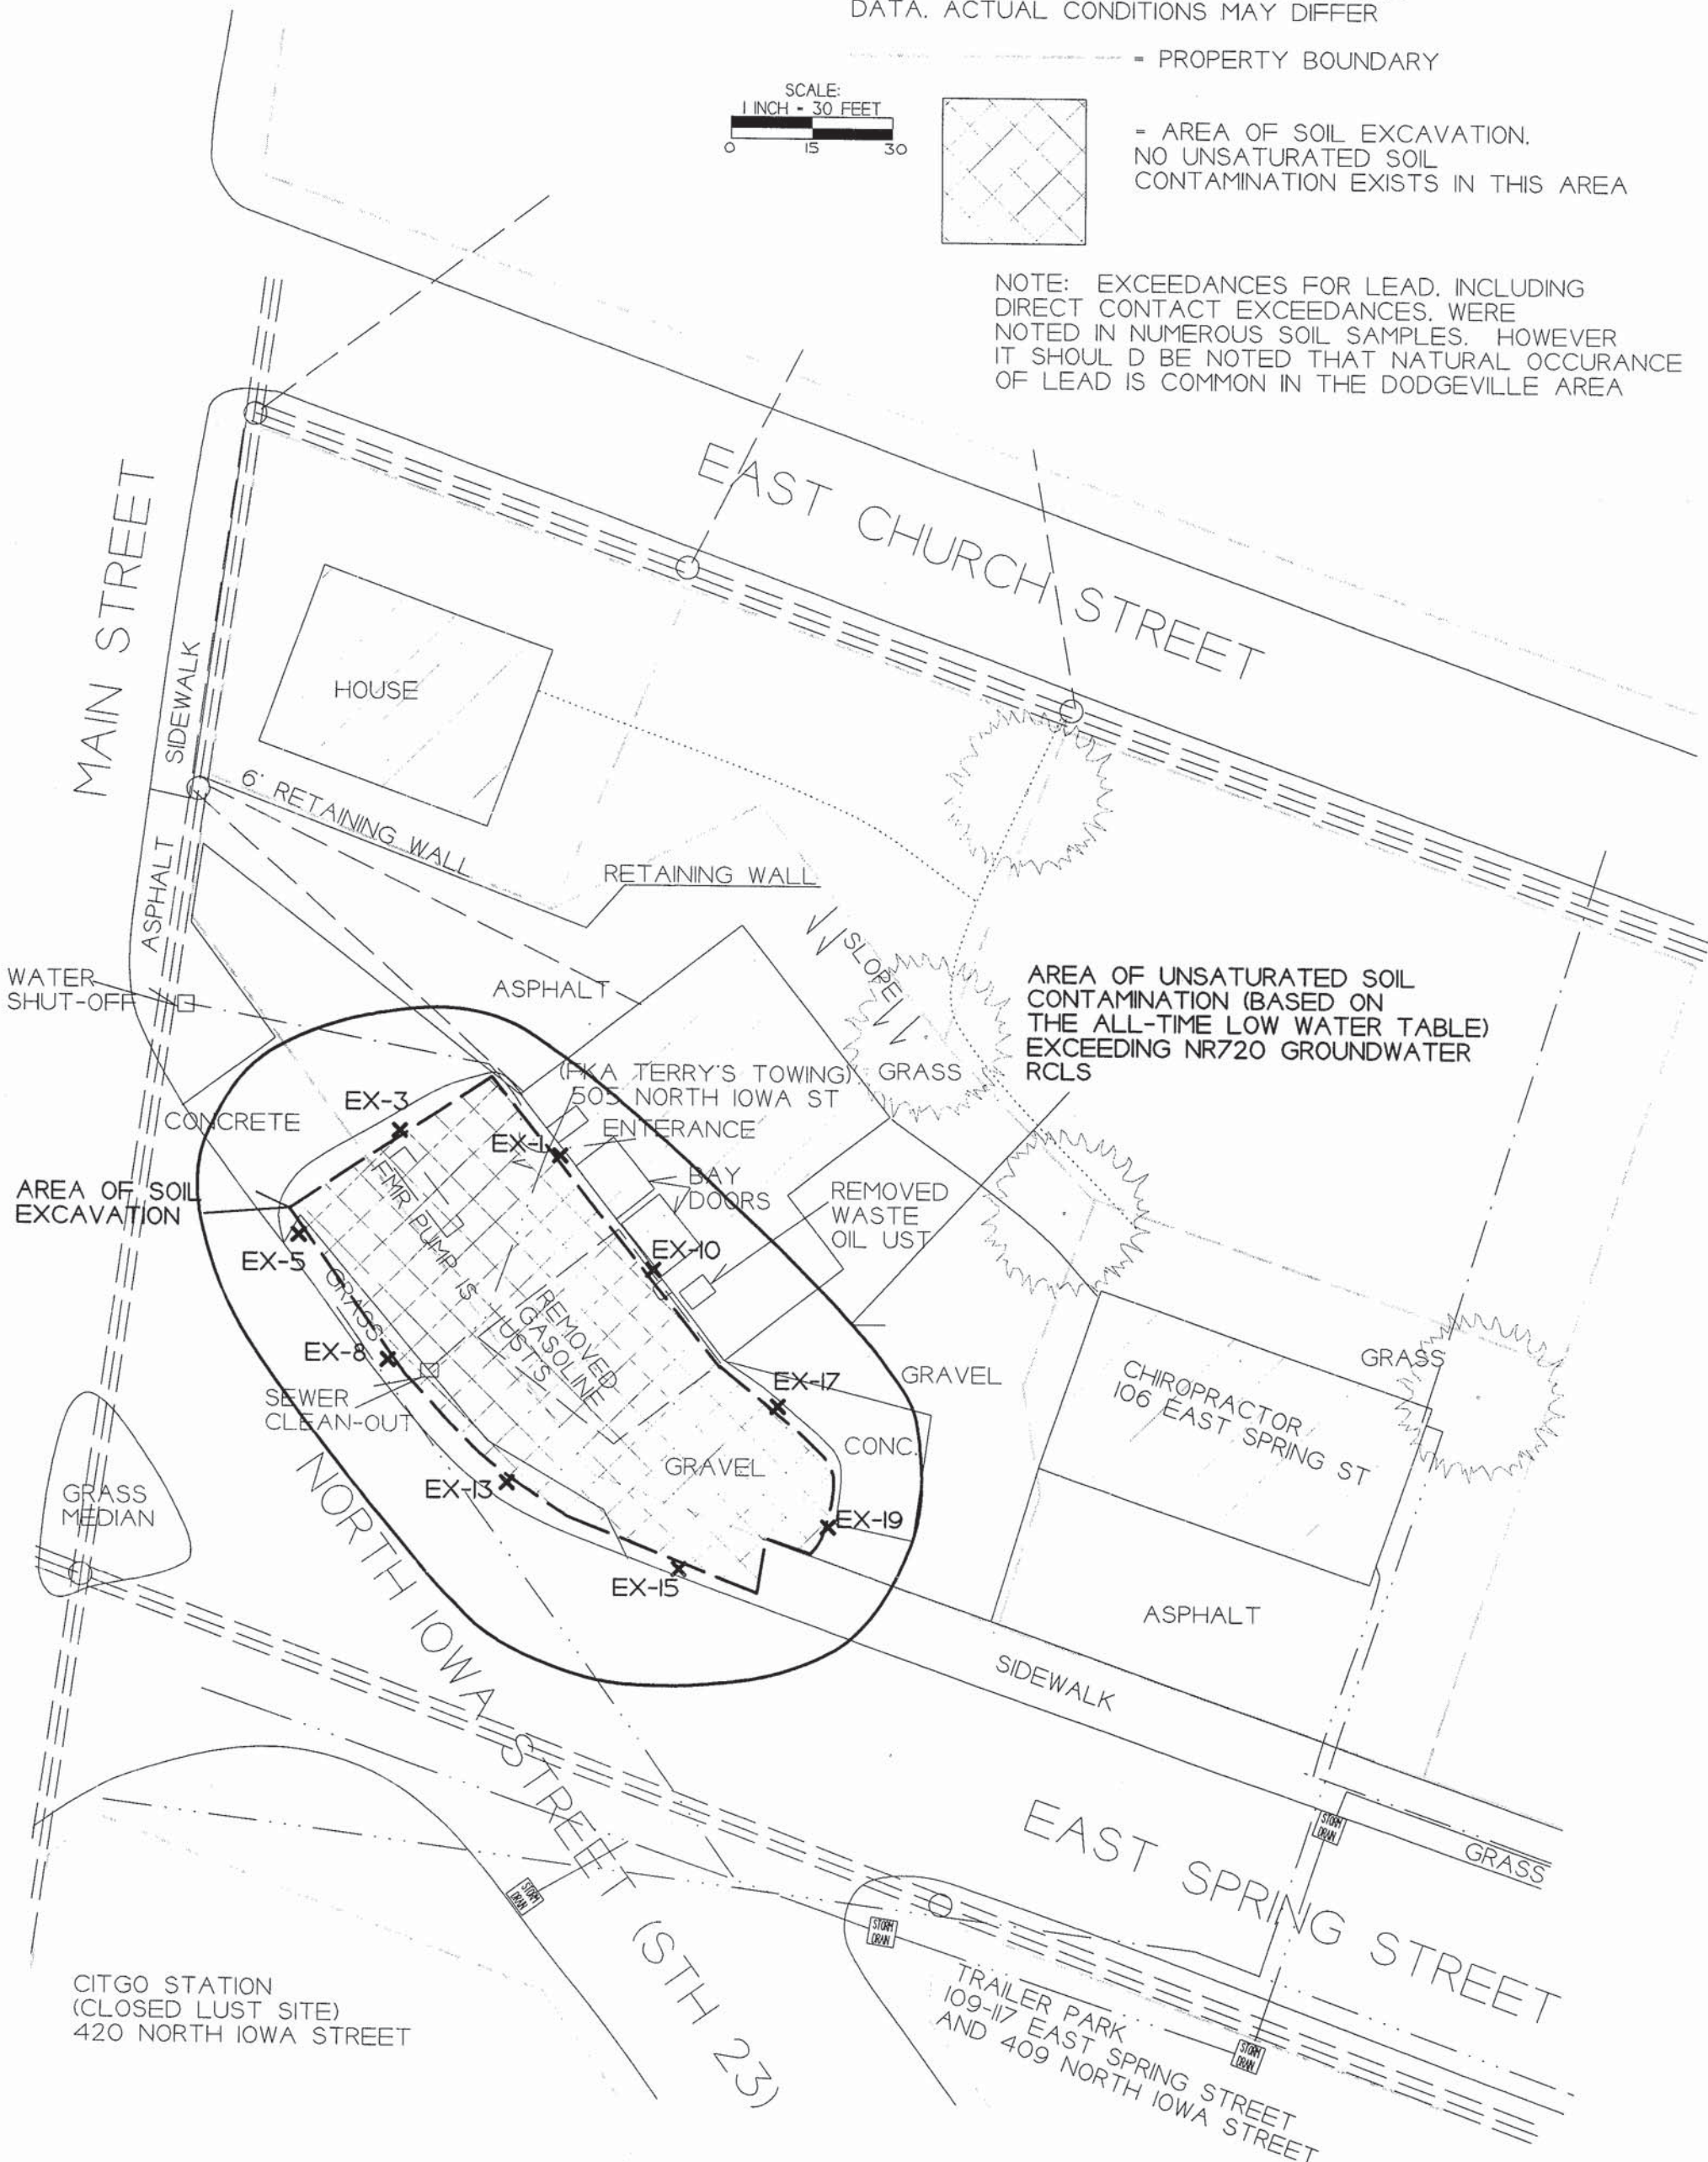 DATA. ACTUAL CONDITIONS MAY DIFFER
= PROPERTY BOUNDARY
SCALE:
1 INCH = 30 FEET
0 15 30
= AREA OF SOIL EXCAVATION.
NO UNSATURATED SOIL
CONTAMINATION EXISTS IN THIS AREA
NOTE: EXCEEDANCES FOR LEAD, INCLUDING
DIRECT CONTACT EXCEEDANCES, WERE
NOTED IN NUMEROUS SOIL SAMPLES. HOWEVER
IT SHOUL D BE NOTED THAT NATURAL OCCURANCE
OF LEAD IS COMMON IN THE DODGEVILLE AREA
EAST CHURCH STREET
MAIN STREET
SIDEWALK
HOUSE
6' RETAINING WALL
RETAINING WALL
ASPHALT
SLOPE
WATER
SHUT-OFF
ASPHALT
AREA OF UNSATURATED SOIL
CONTAMINATION (BASED ON
THE ALL-TIME LOW WATER TABLE)
EXCEEDING NR720 GROUNDWATER
RCLS
(FKA TERRY'S TOWING)
505 NORTH IOWA ST
GRASS
EX-3
CONCRETE
EX-1
ENTERANCE
BAY
DOORS
AREA OF SOIL
EXCAVATION
REMOVED
WASTE
OIL UST
EX-5
EX-10
FMR PUMP IS
GRASS
REMOVED
GASOLINE
UST'S
EX-8
SEWER
CLEAN-OUT
EX-17
GRAVEL
CHIROPRACTOR
106 EAST SPRING ST
GRASS
CONC.
GRAVEL
EX-13
GRASS
MEDIAN
EX-19
EX-15
ASPHALT
SIDEWALK
NORTH IOWA STREET (STH 23)
EAST SPRING STREET
STORM
DRAIN
GRASS
STORM
DRAIN
STORM
DRAIN
STORM
DRAIN
CITGO STATION
(CLOSED LUST SITE)
420 NORTH IOWA STREET
TRAILER PARK
109-117 EAST SPRING STREET
AND 409 NORTH IOWA STREET